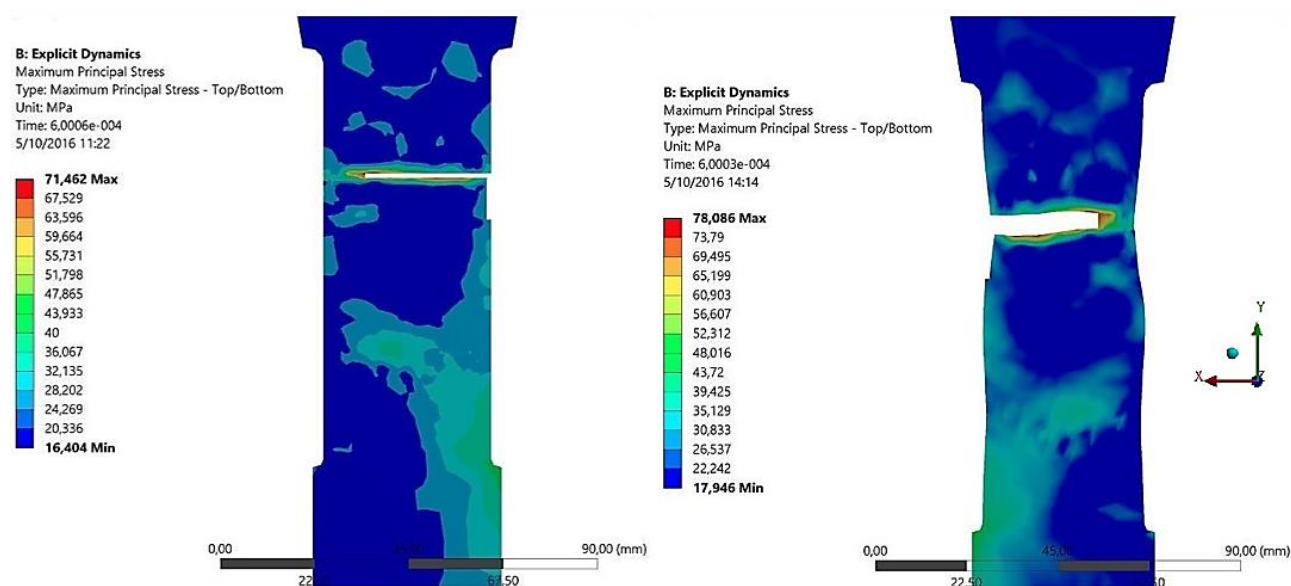 B: Explicit Dynamics
Maximum Principal Stress
Type: Maximum Principal Stress - Top/Bottom
Unit: MPa
Time: 6,0006e-004
5/10/2016 11:22
71,462 Max
67,529
63,596
59,664
55,731
51,798
47,865
43,933
40
36,067
32,135
28,202
24,269
20,336
16,404 Min
0,00
45,00
90,00 (mm)
67,50
B: Explicit Dynamics
Maximum Principal Stress
Type: Maximum Principal Stress - Top/Bottom
Unit: MPa
Time: 6,0003e-004
5/10/2016 14:14
78,086 Max
73,79
69,495
65,199
60,903
56,607
52,312
48,016
43,72
39,425
35,129
30,833
26,537
22,242
17,946 Min
Y
X
Z
0,00
45,00
90,00 (mm)
22,50